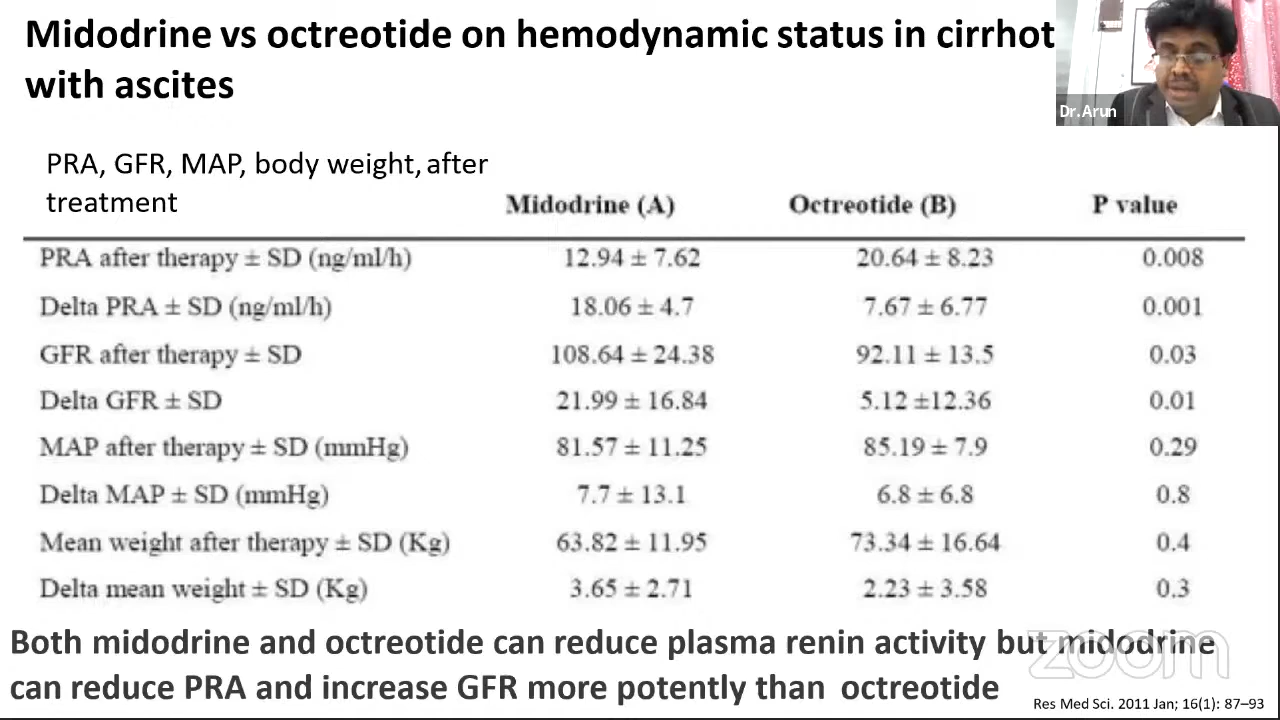 Midodrine vs octreotide on hemodynamic status in cirrhot
with ascites
Dr.Arun
PRA, GFR, MAP, body weight, after
treatment
Midodrine (A) Octreotide (B) P value
PRA after therapy ± SD (ng/ml/h) 12.94 ± 7.62 20.64 ± 8.23 0.008
Delta PRA ± SD (ng/ml/h) 18.06 ± 4.7 7.67 ± 6.77 0.001
GFR after therapy ± SD 108.64 ± 24.38 92.11 ± 13.5 0.03
Delta GFR ± SD 21.99 ± 16.84 5.12 ±12.36 0.01
MAP after therapy ± SD (mmHg) 81.57 ± 11.25 85.19 ± 7.9 0.29
Delta MAP ± SD (mmHg) 7.7 ± 13.1 6.8 ± 6.8 0.8
Mean weight after therapy ± SD (Kg) 63.82 ± 11.95 73.34 ± 16.64 0.4
Delta mean weight ± SD (Kg) 3.65 ± 2.71 2.23 ± 3.58 0.3
Both midodrine and octreotide can reduce plasma renin activity but midodrine
can reduce PRA and increase GFR more potently than octreotide
zoom
Res Med Sci. 2011 Jan; 16(1): 87–93